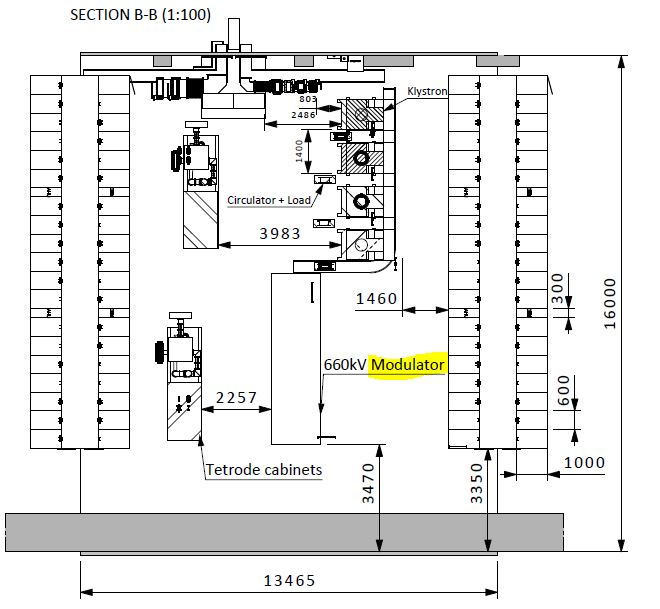 SECTION B-B (1:100)
Klystron
803
2486
1400
Circulator + Load
3983
1460
300
16000
660kV Modulator
600
2257
Tetrode cabinets
3470
3350
1000
13465